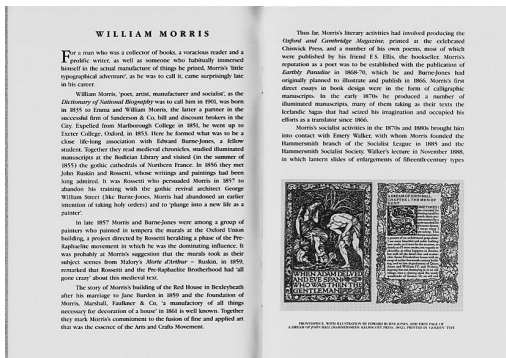 WILLIAM MORRIS
For a man who was a collector of books, a voracious reader and a
prolific writer, as well as someone who habitually immersed
himself in the actual manufacture of things he prized, Morris's 'little
typographical adventure', as he was to call it, came surprisingly late
in his career.
William Morris, 'poet, artist, manufacturer and socialist', as the
Dictionary of National Biography was to call him in 1901, was born
in 1835 to Emma and William Morris, the latter a partner in the
successful firm of Sanderson & Co, bill and discount brokers in the
City. Expelled from Marlborough College in 1851, he went up to
Exeter College, Oxford, in 1853. Here he formed what was to be a
close life-long association with Edward Burne-Jones, a fellow
student. Together they read medieval chronicles, studied illuminated
manuscripts at the Bodleian Library and visited (in the summer of
1855) the gothic cathedrals of Northern France. In 1856 they met
John Ruskin and Rossetti, whose writings and paintings had been
long admired. It was Rossetti who persuaded Morris in 1857 to
abandon his training with the gothic revival architect George
William Street (like Burne-Jones, Morris had abandoned an earlier
intention of taking holy orders) and to 'plunge into a new life as a
painter'.
In late 1857 Morris and Burne-Jones were among a group of
painters who painted in tempera the murals at the Oxford Union
building, a project directed by Rossetti heralding a phase of the Pre-
Raphaelite movement in which he was the dominating influence. It
was probably at Morris's suggestion that the murals took as their
subject scenes from Malory's Morte d'Arthur – Ruskin, in 1859,
remarked that Rossetti and the Pre-Raphaelite Brotherhood had 'all
gone crazy' about this medieval text.
The story of Morris's building of the Red House in Bexleyheath
after his marriage to Jane Burden in 1859 and the foundation of
Morris, Marshall, Faulkner & Co, 'a manufactory of all things
necessary for decoration of a house' in 1861 is well known. Together
they mark Morris's commitment to the fusion of fine and applied art
that was the essence of the Arts and Crafts Movement.
Thus far, Morris's literary activities had involved producing the
Oxford and Cambridge Magazine, printed at the celebrated
Chiswick Press, and a number of his own poems, most of which
were published by his friend F.S. Ellis, the bookseller. Morris's
reputation as a poet was to be established with the publication of
Earthly Paradise in 1868-70, which he and Burne-Jones had
originally planned to illustrate and publish in 1866. Morris's first
direct essays in book design were in the form of calligraphic
manuscripts. In the early 1870s he produced a number of
illuminated manuscripts, many of them taking as their texts the
Icelandic Sagas that had seized his imagination and occupied his
efforts as a translator since 1866.
Morris's socialist activities in the 1870s and 1880s brought him
into contact with Emery Walker, with whom Morris founded the
Hammersmith branch of the Socialist League in 1885 and the
Hammersmith Socialist Society. Walker's lecture in November 1888,
in which lantern slides of enlargements of fifteenth-century types
WHEN ADAM DELVED
AND EVE SPAN
WHO WAS THEN THE
GENTLEMAN
A DREAM OF JOHN BALL.
CHAPTER I. THE MEN OF
KENT.
FRONTISPIECE, WITH ILLUSTRATION BY EDWARD BURNE-JONES, AND FIRST PAGE OF
A DREAM OF JOHN BALL (HAMMERSMITH: KELMSCOTT PRESS, 1892), PRINTED IN 'GOLDEN' TYPE